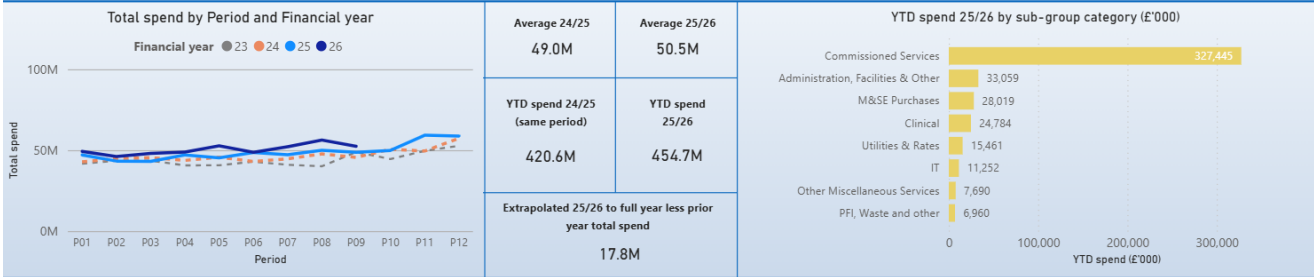 Total spend by Period and Financial year
Financial year 23 24 25 26
100M
50M
0M
Total spend
P01 P02 P03 P04 P05 P06 P07 P08 P09 P10 P11 P12
Period
Average 24/25
49.0M
Average 25/26
50.5M
YTD spend 24/25
(same period)
420.6M
YTD spend
25/26
454.7M
Extrapolated 25/26 to full year less prior
year total spend
17.8M
YTD spend 25/26 by sub-group category (£'000)
Commissioned Services 327,445
Administration, Facilities & Other 33,059
M&SE Purchases 28,019
Clinical 24,784
Utilities & Rates 15,461
IT 11,252
Other Miscellaneous Services 7,690
PFI, Waste and other 6,960
0 100,000 200,000 300,000
YTD spend (£'000)